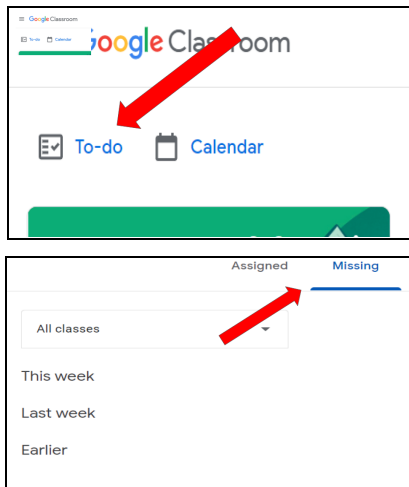 Google Classroom
To-do Calendar
Google Classroom
To-do Calendar
Assigned Missing
All classes
This week
Last week
Earlier